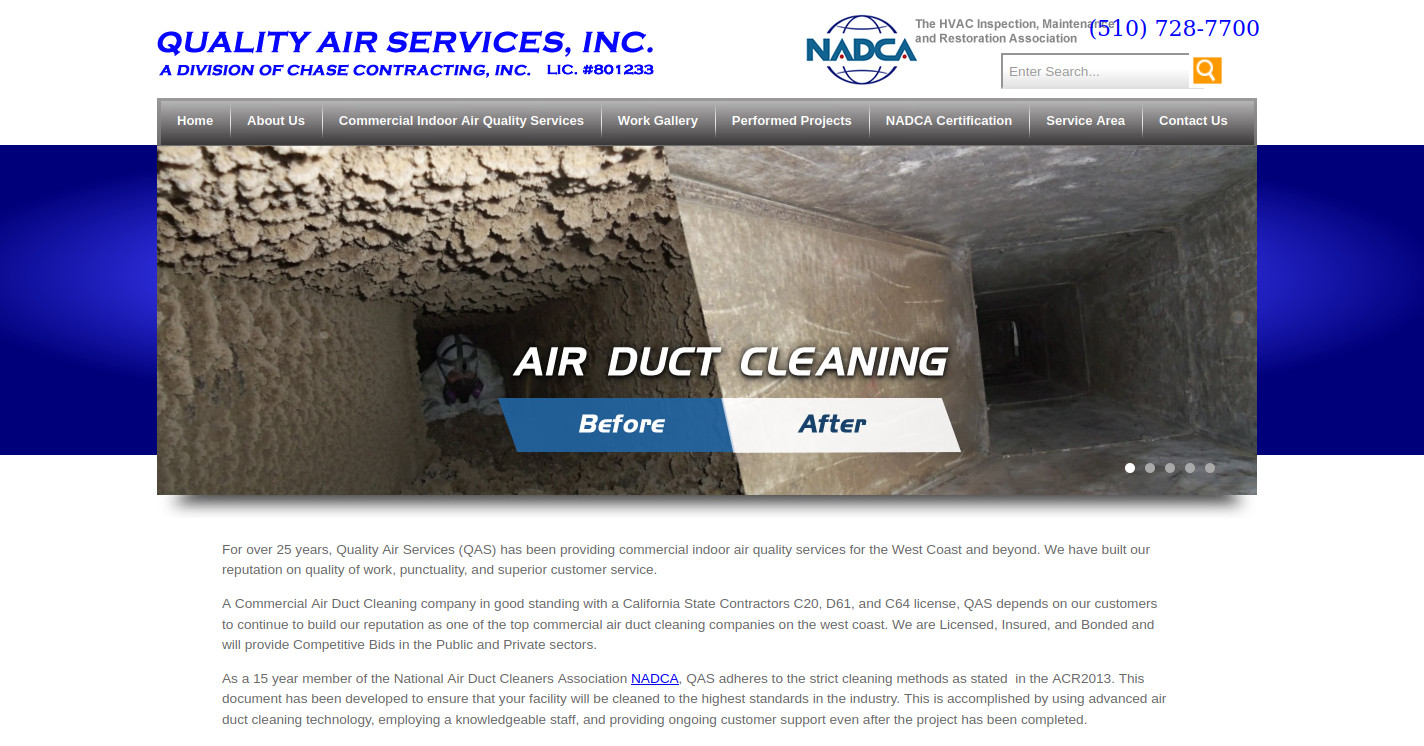 QUALITY AIR SERVICES, INC.
A DIVISION OF CHASE CONTRACTING, INC. LIC. #801233
NADCA
The HVAC Inspection, Maintenance
and Restoration Association
(510) 728-7700
Enter Search...
Home About Us Commercial Indoor Air Quality Services Work Gallery Performed Projects NADCA Certification Service Area Contact Us
AIR DUCT CLEANING
Before After
For over 25 years, Quality Air Services (QAS) has been providing commercial indoor air quality services for the West Coast and beyond. We have built our
reputation on quality of work, punctuality, and superior customer service.
A Commercial Air Duct Cleaning company in good standing with a California State Contractors C20, D61, and C64 license, QAS depends on our customers
to continue to build our reputation as one of the top commercial air duct cleaning companies on the west coast. We are Licensed, Insured, and Bonded and
will provide Competitive Bids in the Public and Private sectors.
As a 15 year member of the National Air Duct Cleaners Association NADCA, QAS adheres to the strict cleaning methods as stated  in the ACR2013. This
document has been developed to ensure that your facility will be cleaned to the highest standards in the industry. This is accomplished by using advanced air
duct cleaning technology, employing a knowledgeable staff, and providing ongoing customer support even after the project has been completed.